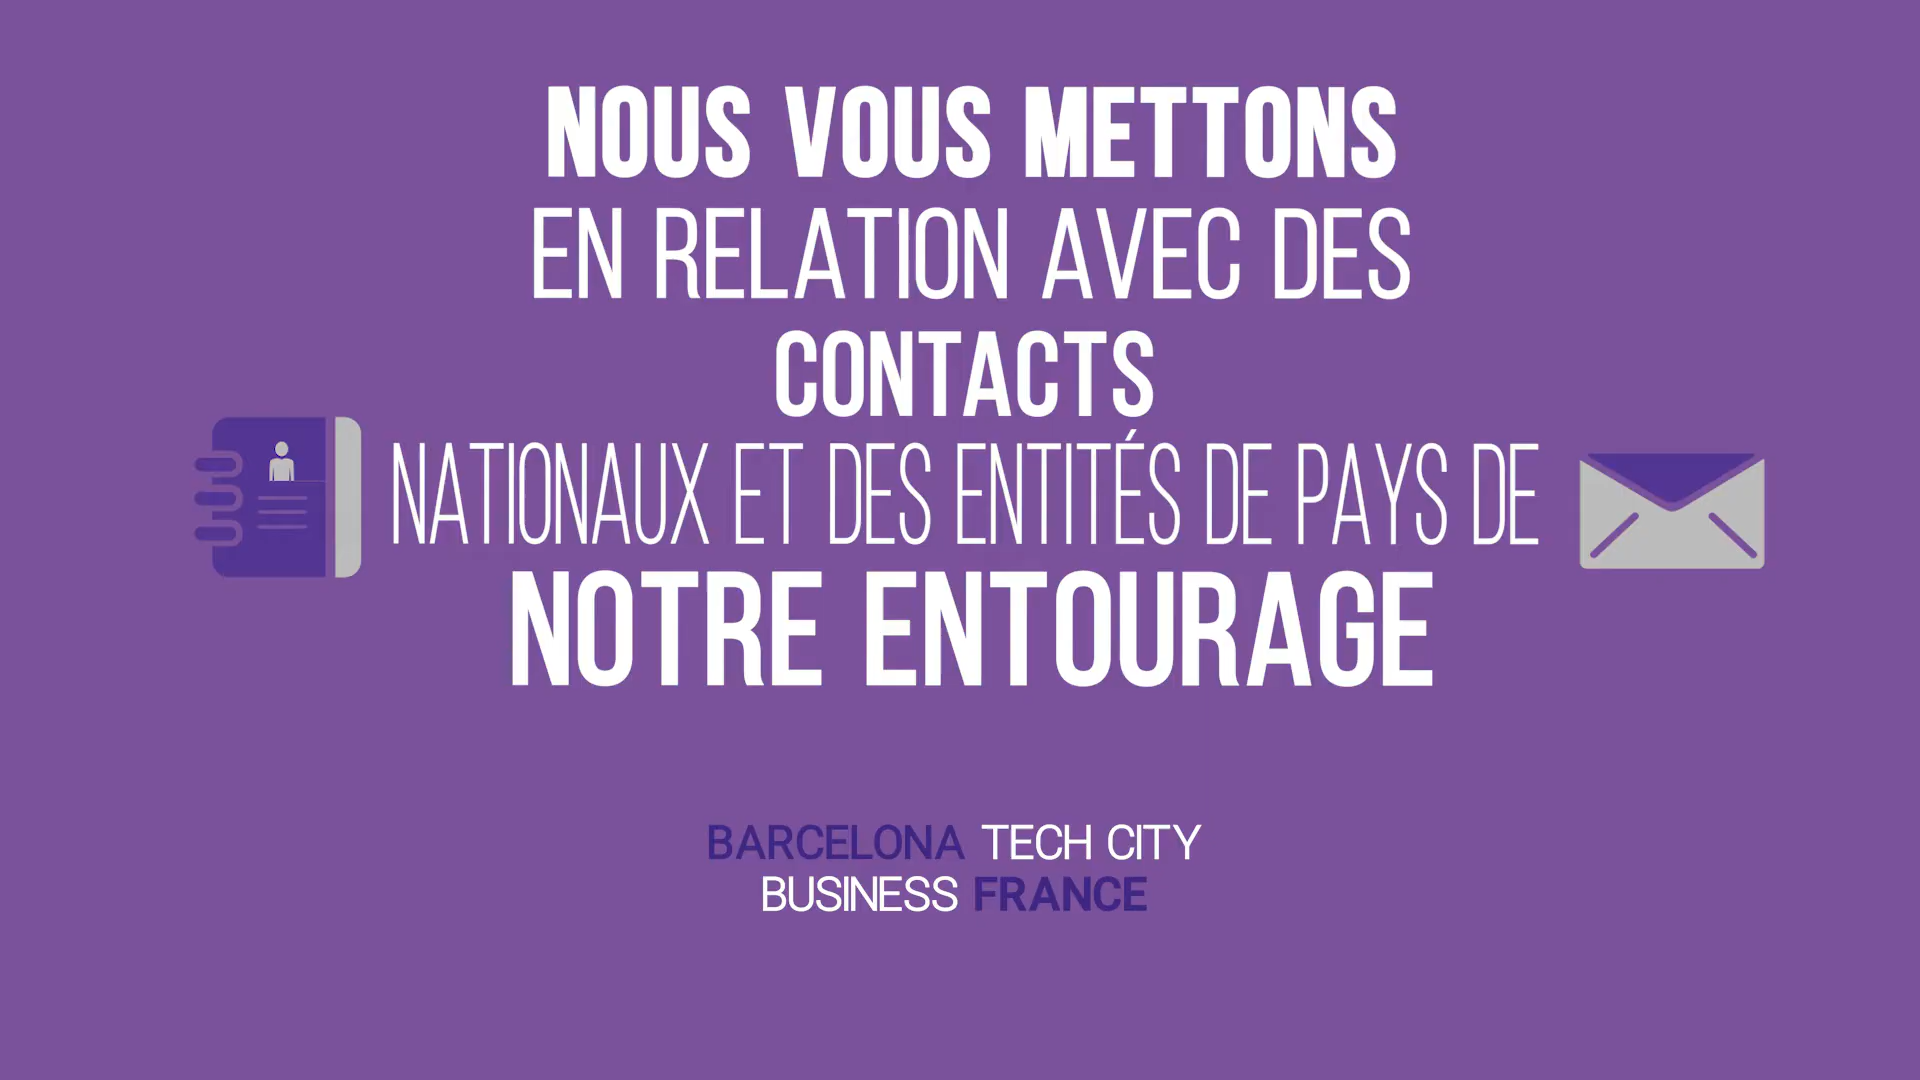 NOUS VOUS METTONS
EN RELATION AVEC DES
CONTACTS
NATIONAUX ET DES ENTITÉS DE PAYS DE
NOTRE ENTOURAGE
BARCELONA TECH CITY
BUSINESS FRANCE